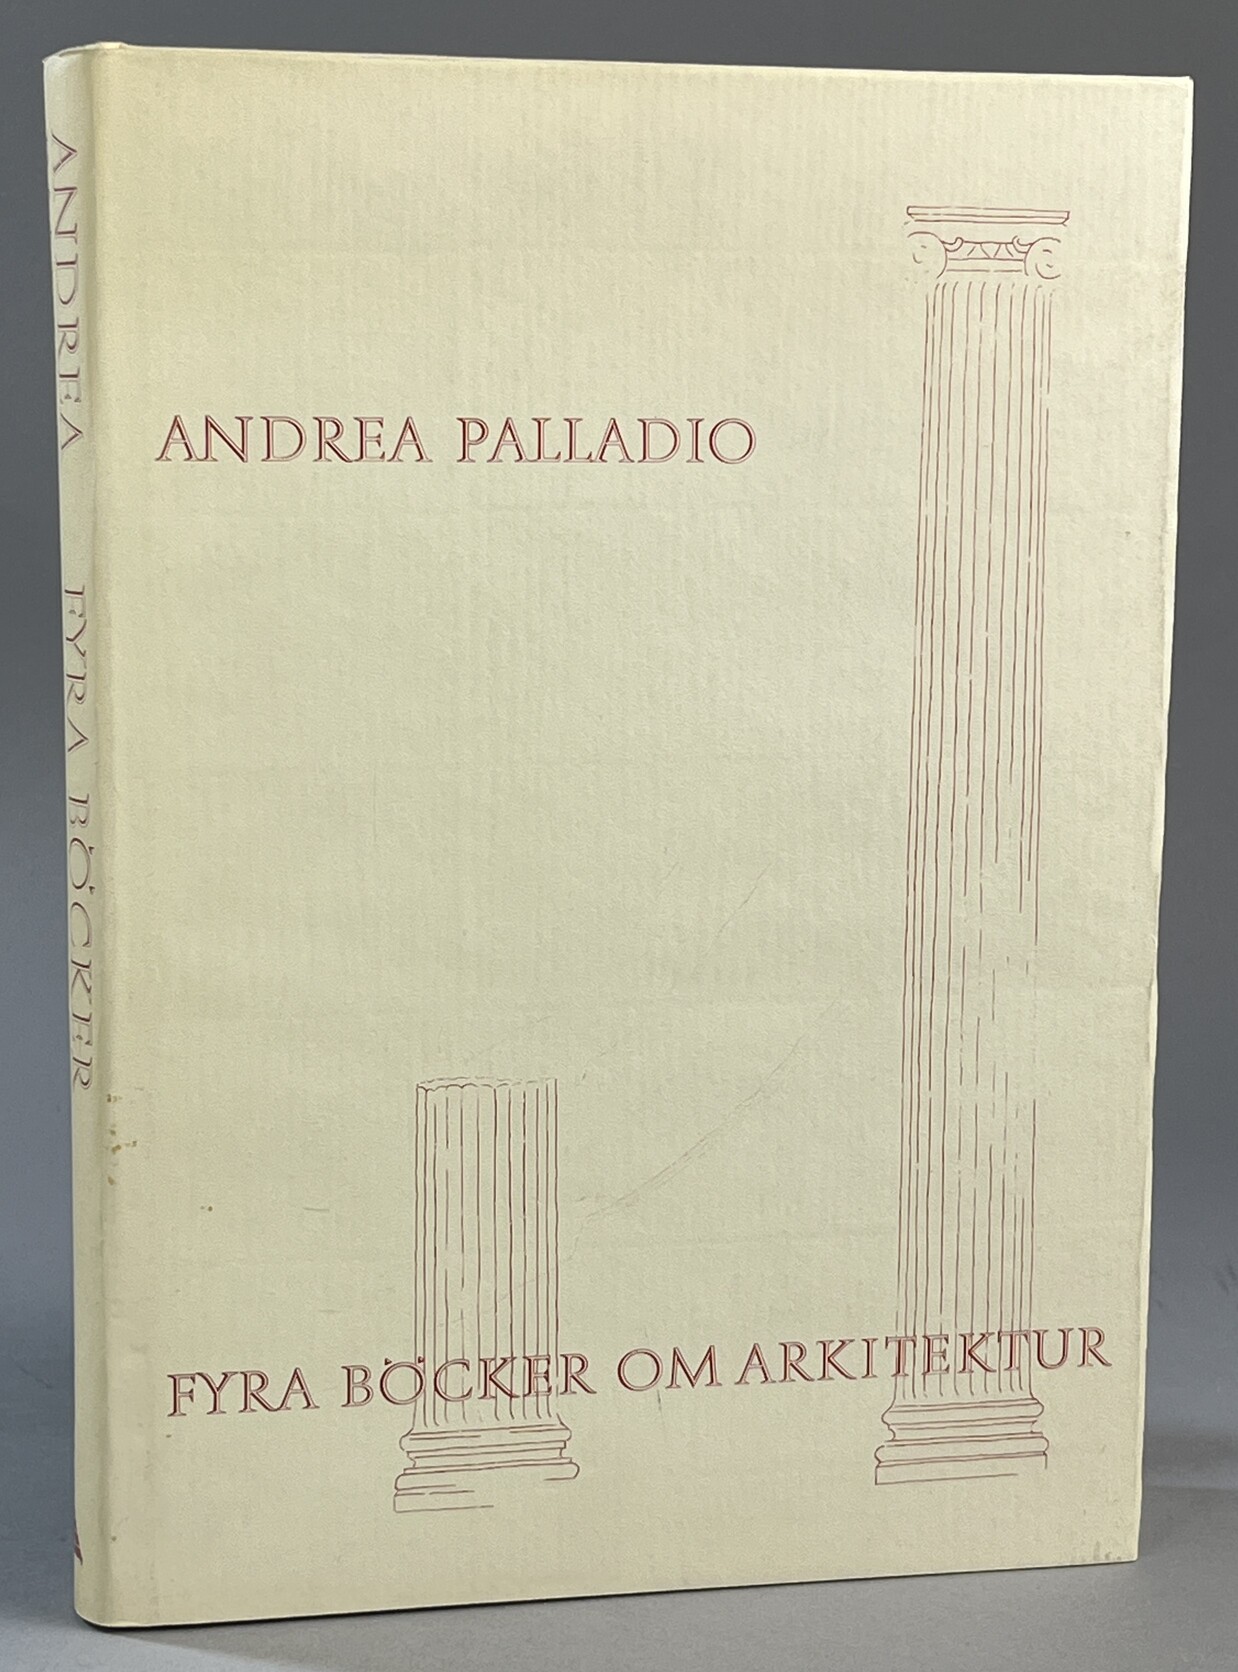 ANDREA FYRA BÖCKER
ANDREA PALLADIO
FYRA BÖCKER OM ARKITEKTUR